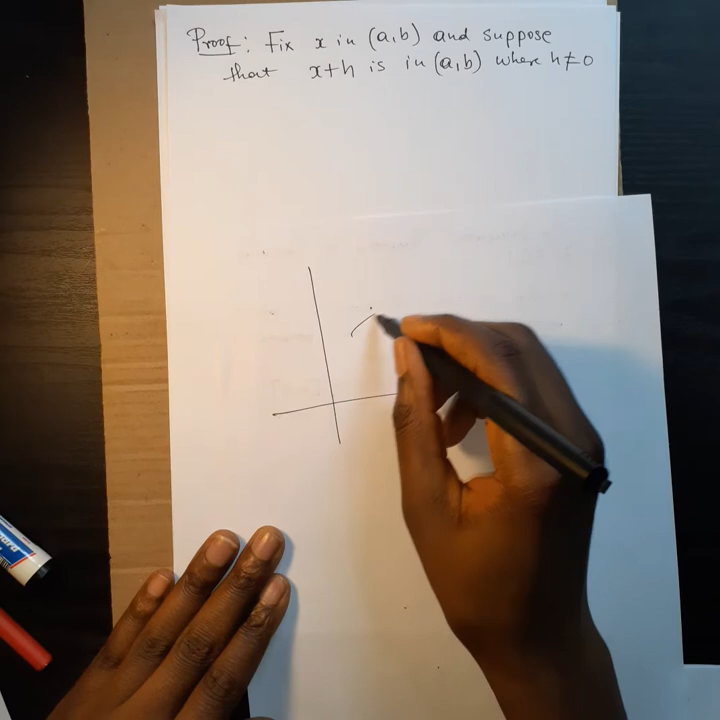 Proof: Fix x in (a,b) and suppose
that x+h is in (a,b) where h≠0